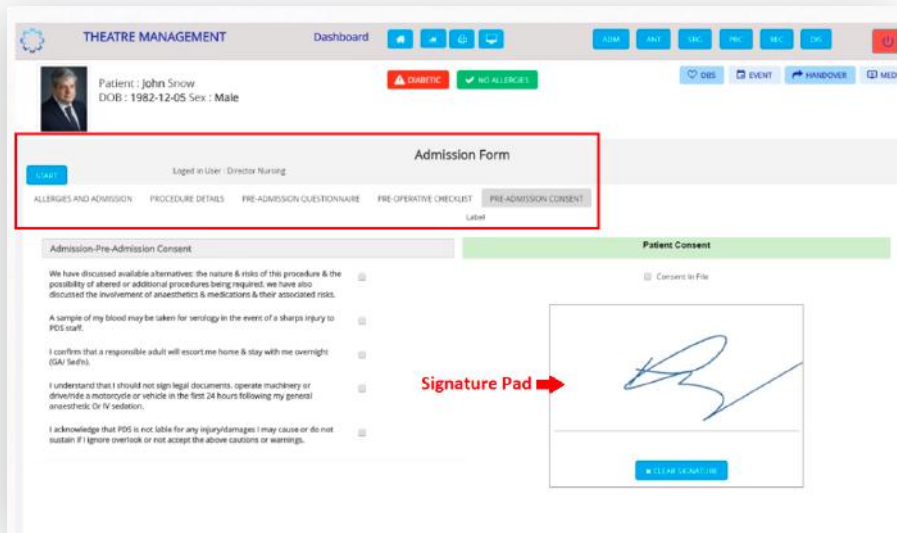 THEATRE MANAGEMENT
Dashboard
ADM ANT SRG PRC REC DIS
Patient : John Snow
DOB : 1982-12-05 Sex : Male
DIABETIC
NO ALLERGIES
OBS EVENT HANDOVER MED
Admission Form
START
Loged in User : Director Nursing
ALLERGIES AND ADMISSION PROCEDURE DETAILS PRE-ADMISSION QUESTIONNAIRE PRE-OPERATIVE CHECKLIST PRE-ADMISSION CONSENT
Label
Admission-Pre-Admission Consent
We have discussed available alternatives: the nature & risks of this procedure & the
possibility of altered or additional procedures being required. we have also
discussed the involvement of anaesthetics & medications & their associated risks.
A sample of my blood may be taken for serology in the event of a sharps injury to
PDS staff.
I confirm that a responsible adult will escort me home & stay with me overnight
(GA/ Sed'n).
I understand that I should not sign legal documents, operate machinery or
drive/ride a motorcycle or vehicle in the first 24 hours following my general
anaesthetic Or IV sedation.
I acknowledge that PDS is not lable for any injury/damages I may cause or do not
sustain if I ignore overlook or not accept the above cautions or warnings.
Patient Consent
Consent In File
Signature Pad
CLEAR SIGNATURE